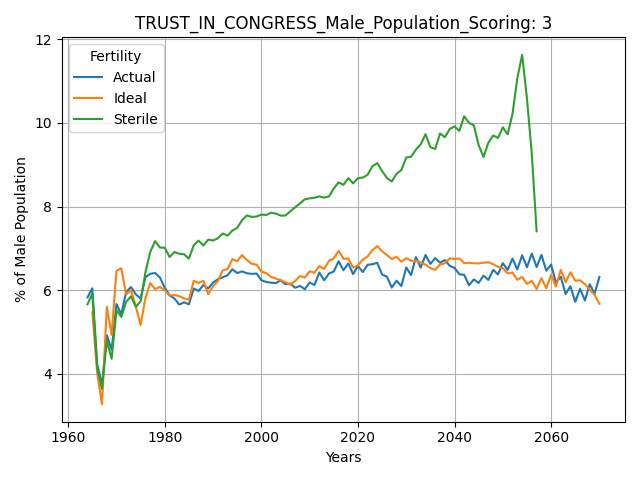 TRUST_IN_CONGRESS_Male_Population_Scoring: 3
12
10
8
6
4
% of Male Population
Fertility
Actual
Ideal
Sterile
1960
1980
2000
2020
2040
2060
Years